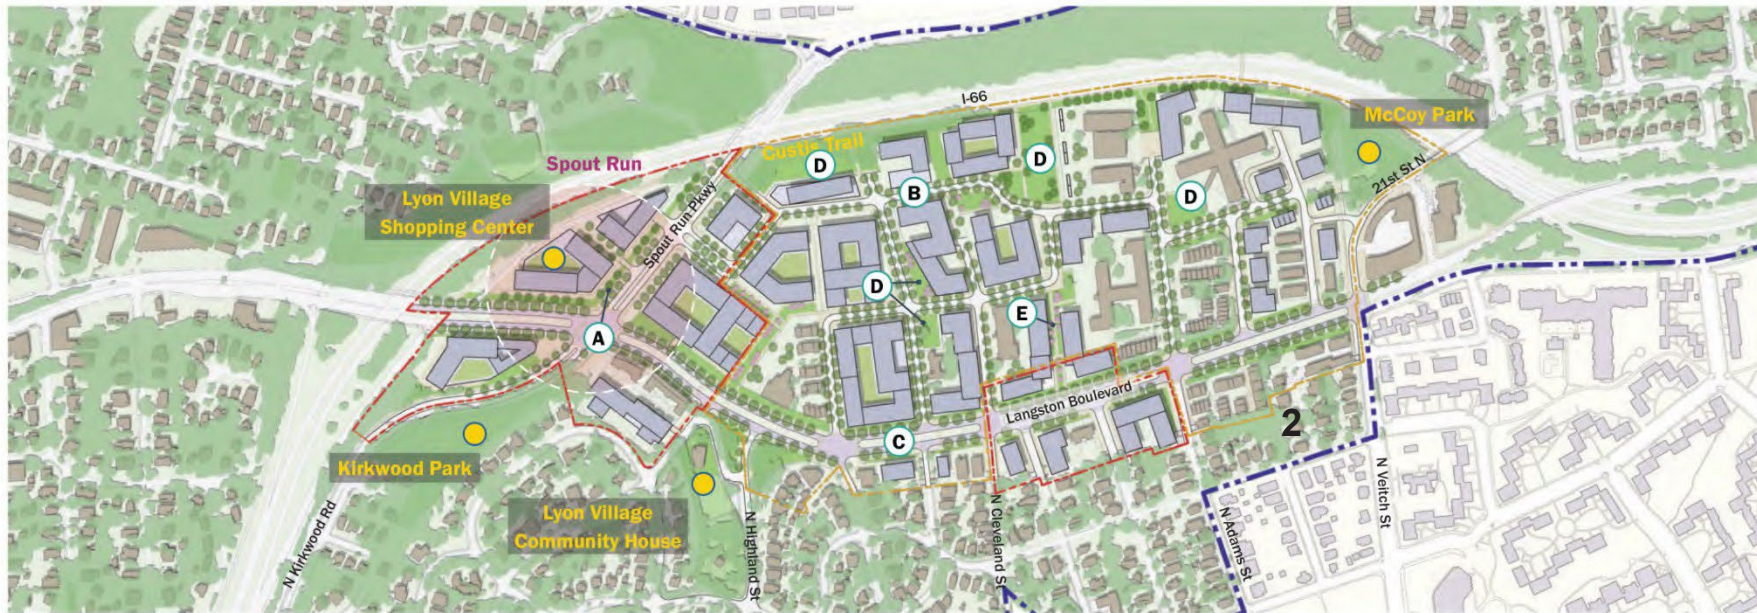 I-66
McCoy Park
Custis Trail
Spout Run
D
D
21st St N
Lyon Village
Shopping Center
Spout Run Pkwy
B
D
D
E
A
Langston Boulevard
2
C
Kirkwood Park
N Kirkwood Rd
Lyon Village
Community House
N Highland St
N Cleveland St
N Adams St
N Veitch St